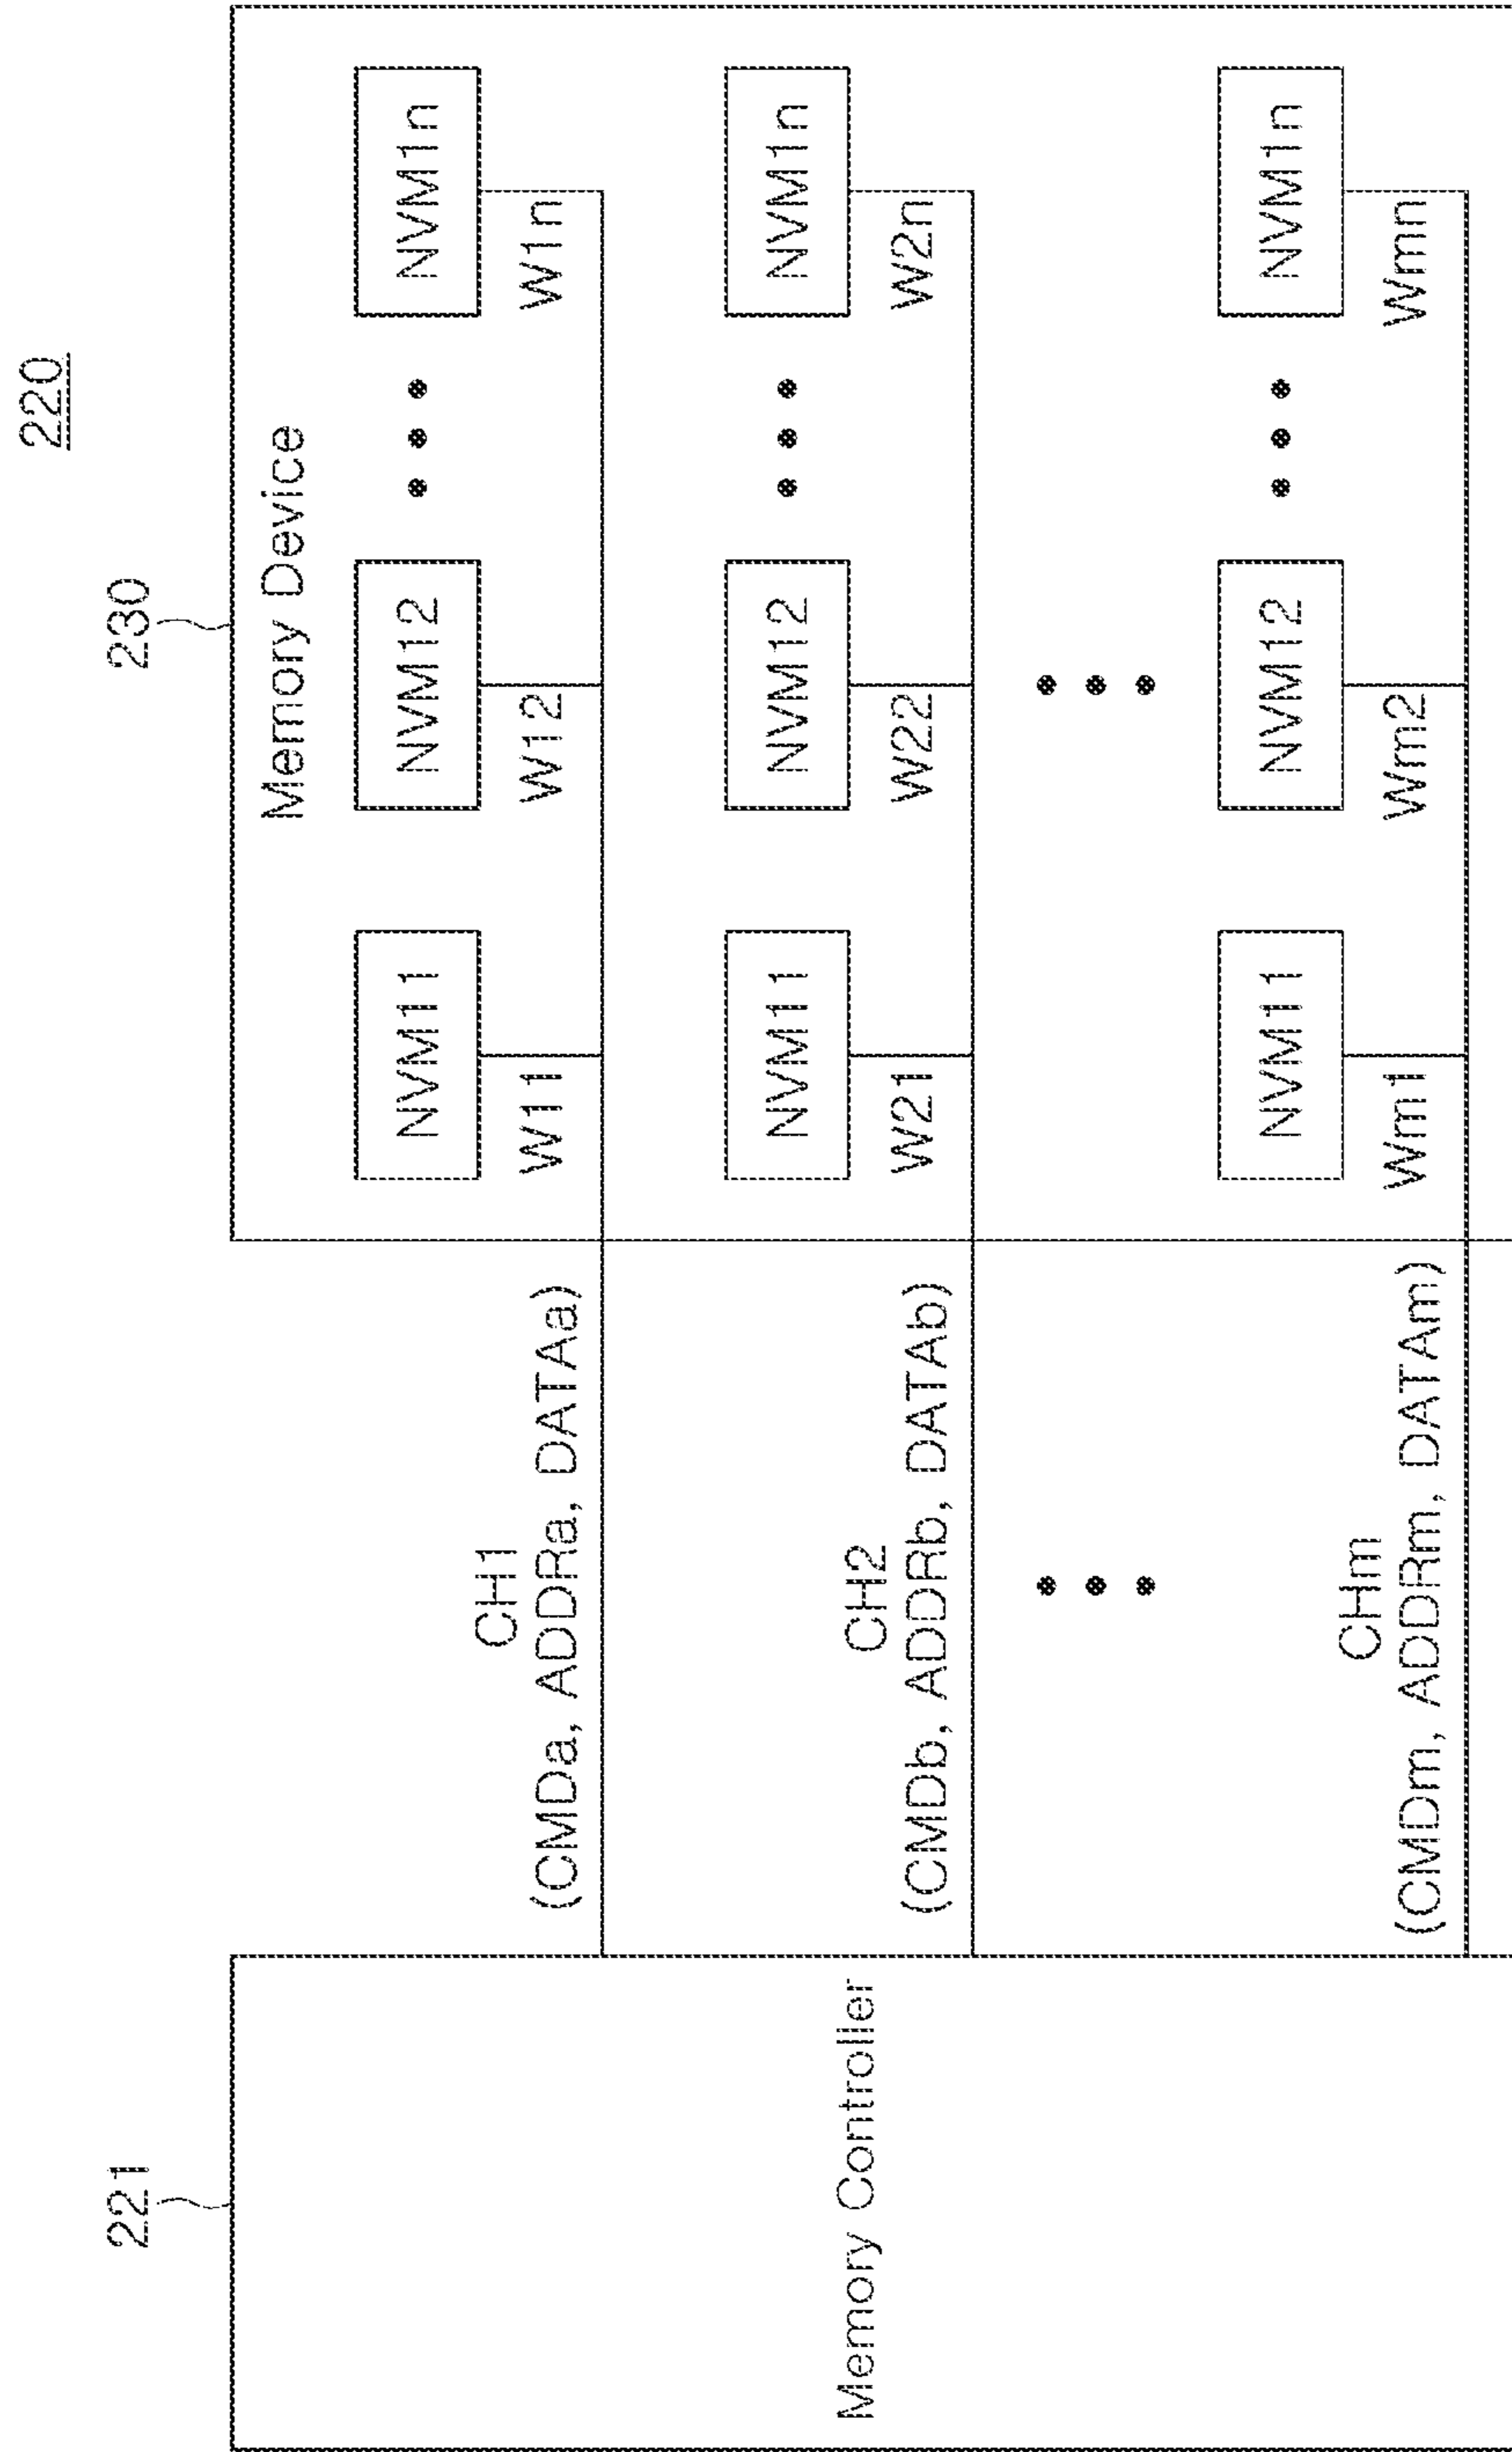 220
221
230
Memory Controller
Memory Device
CH1
(CMDa, ADDRa, DATAa)
NVM11
NVM12
NVM1n
W11
W12
W1n
CH2
(CMDb, ADDRb, DATAb)
NVM11
NVM12
NVM1n
W21
W22
W2n
CHm
(CMDm, ADDRm, DATAm)
NVM11
NVM12
NVM1n
Wm1
Wm2
Wmn